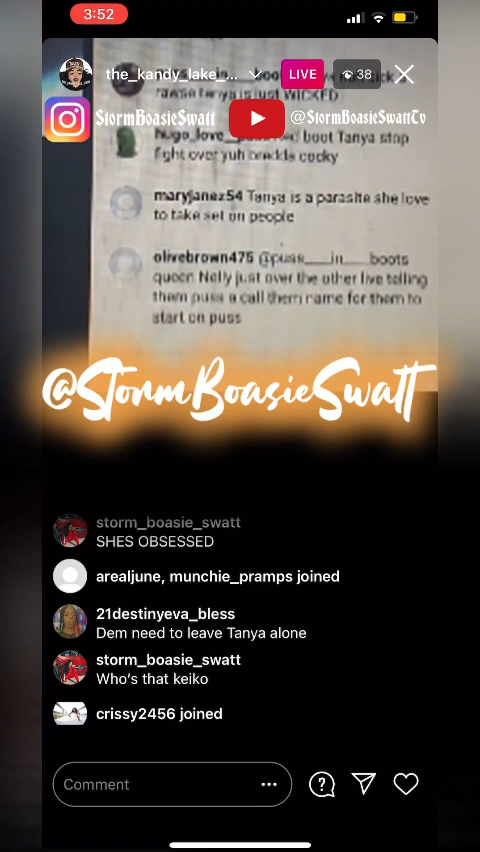 3:52
the_kandy_lake_...
LIVE
38
just WICKED
StormBoasieSwatt
@StormBoasieSwattTv
boot Tanya stop
fight over yuh bredda cocky
maryjanez54 Tanya is a parasite she love
to take set on people
olivebrown475 @puss___in___boots
queen Nelly just over the other live telling
them puss a call them name for them to
start on puss
@StormBoasieSwatt
storm_boasie_swatt
SHES OBSESSED
arealjune, munchie_pramps joined
21destinyeva_bless
Dem need to leave Tanya alone
storm_boasie_swatt
Who's that keiko
crissy2456 joined
Comment